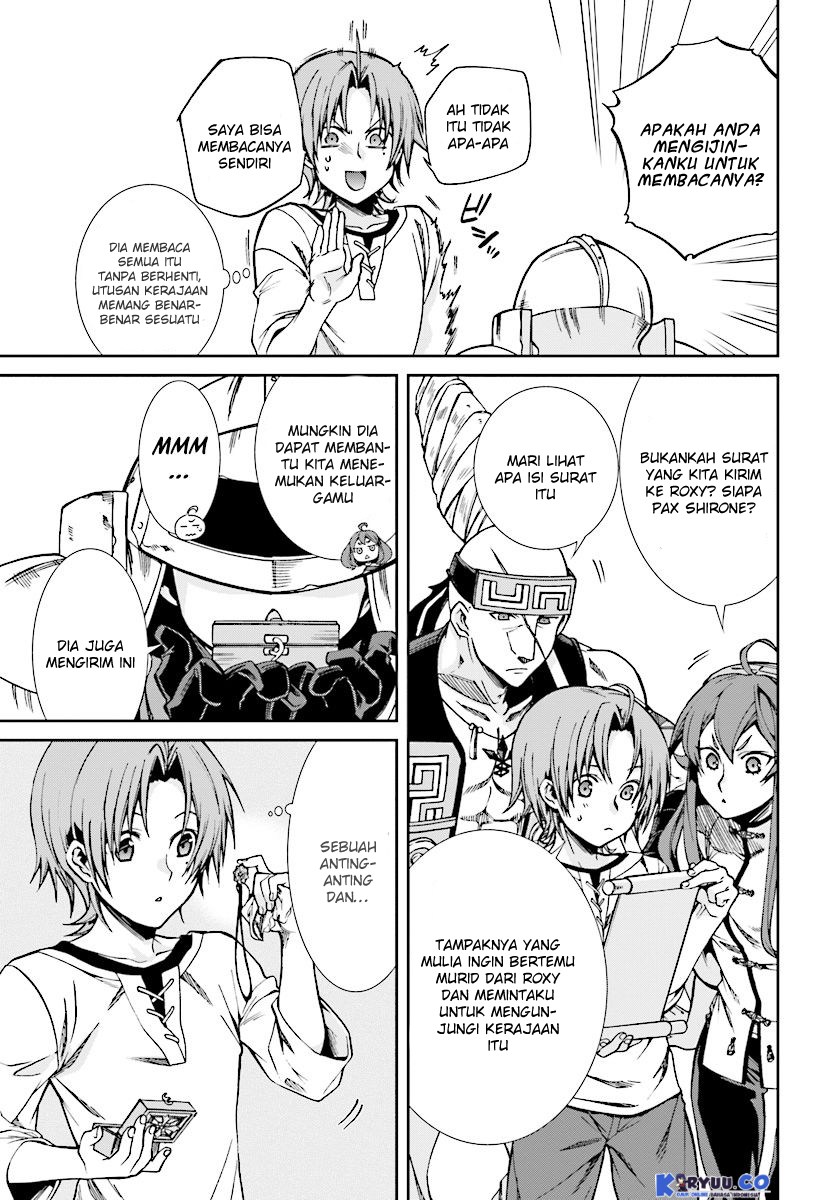 APAKAH ANDA
MENGIJIN-
KANKU UNTUK
MEMBACANYA?
AH TIDAK
ITU TIDAK
APA-APA
SAYA BISA
MEMBACANYA
SENDIRI
DIA MEMBACA
SEMUA ITU
TANPA BERHENTI,
UTUSAN KERAJAAN
MEMANG BENAR-
BENAR SESUATU
BUKANKAH SURAT
YANG KITA KIRIM
KE ROXY? SIAPA
PAX SHIRONE?
MARI LIHAT
APA ISI SURAT
ITU
TAMPAKNYA YANG
MULIA INGIN BERTEMU
MURID DARI ROXY
DAN MEMINTAKU
UNTUK MENGUN-
JUNGI KERAJAAN
ITU
MUNGKIN DIA
DAPAT MEMBAN-
TU KITA MENE-
MUKAN KELUAR-
GAMU
MMM
...
DIA JUGA
MENGIRIM INI
SEBUAH
ANTING-
ANTING
DAN...
KIRYUU.CO